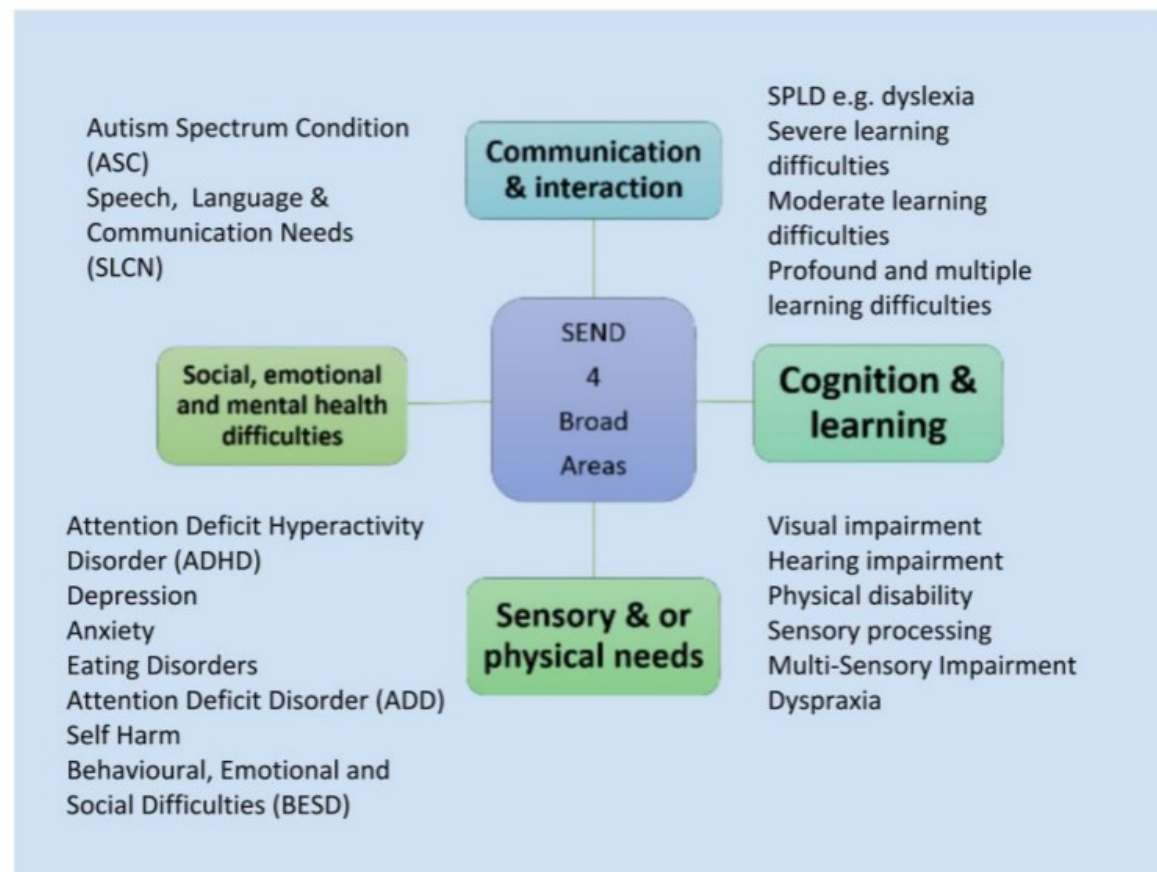 Autism Spectrum Condition
(ASC)
Speech, Language &
Communication Needs
(SLCN)
Communication
& interaction
SPLD e.g. dyslexia
Severe learning
difficulties
Moderate learning
difficulties
Profound and multiple
learning difficulties
Social, emotional
and mental health
difficulties
SEND
4
Broad
Areas
Cognition &
learning
Attention Deficit Hyperactivity
Disorder (ADHD)
Depression
Anxiety
Eating Disorders
Attention Deficit Disorder (ADD)
Self Harm
Behavioural, Emotional and
Social Difficulties (BESD)
Sensory & or
physical needs
Visual impairment
Hearing impairment
Physical disability
Sensory processing
Multi-Sensory Impairment
Dyspraxia